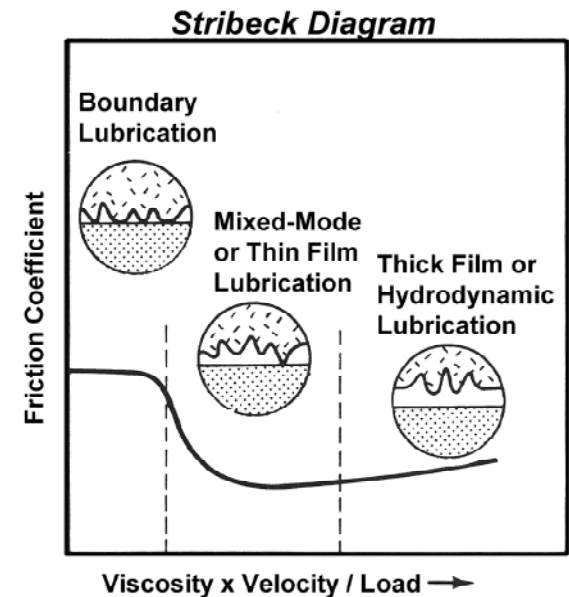 Stribeck Diagram
Boundary
Lubrication
Mixed-Mode
or Thin Film
Lubrication
Thick Film or
Hydrodynamic
Lubrication
Friction Coefficient
Viscosity x Velocity / Load